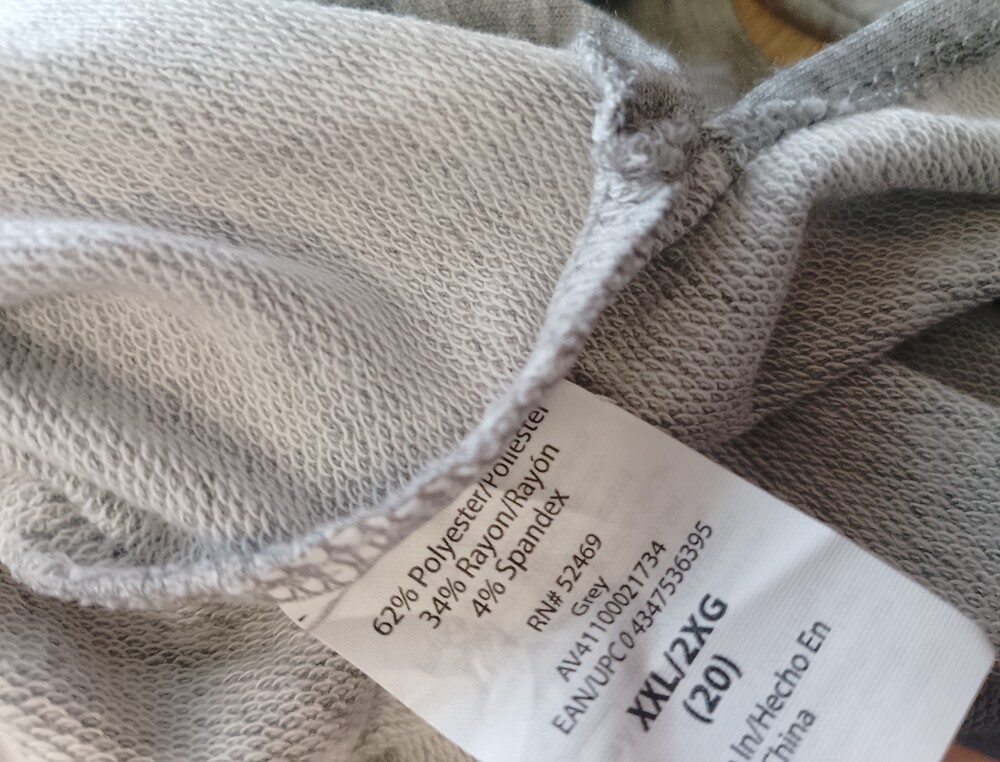 62% Polyester/Poliester
34% Rayon/Rayón
4% Spandex
RN# 52469
Grey
AV41100021734
EAN/UPC 0 4347536395
XXL/2XG
(20)
In/Hecho En
China